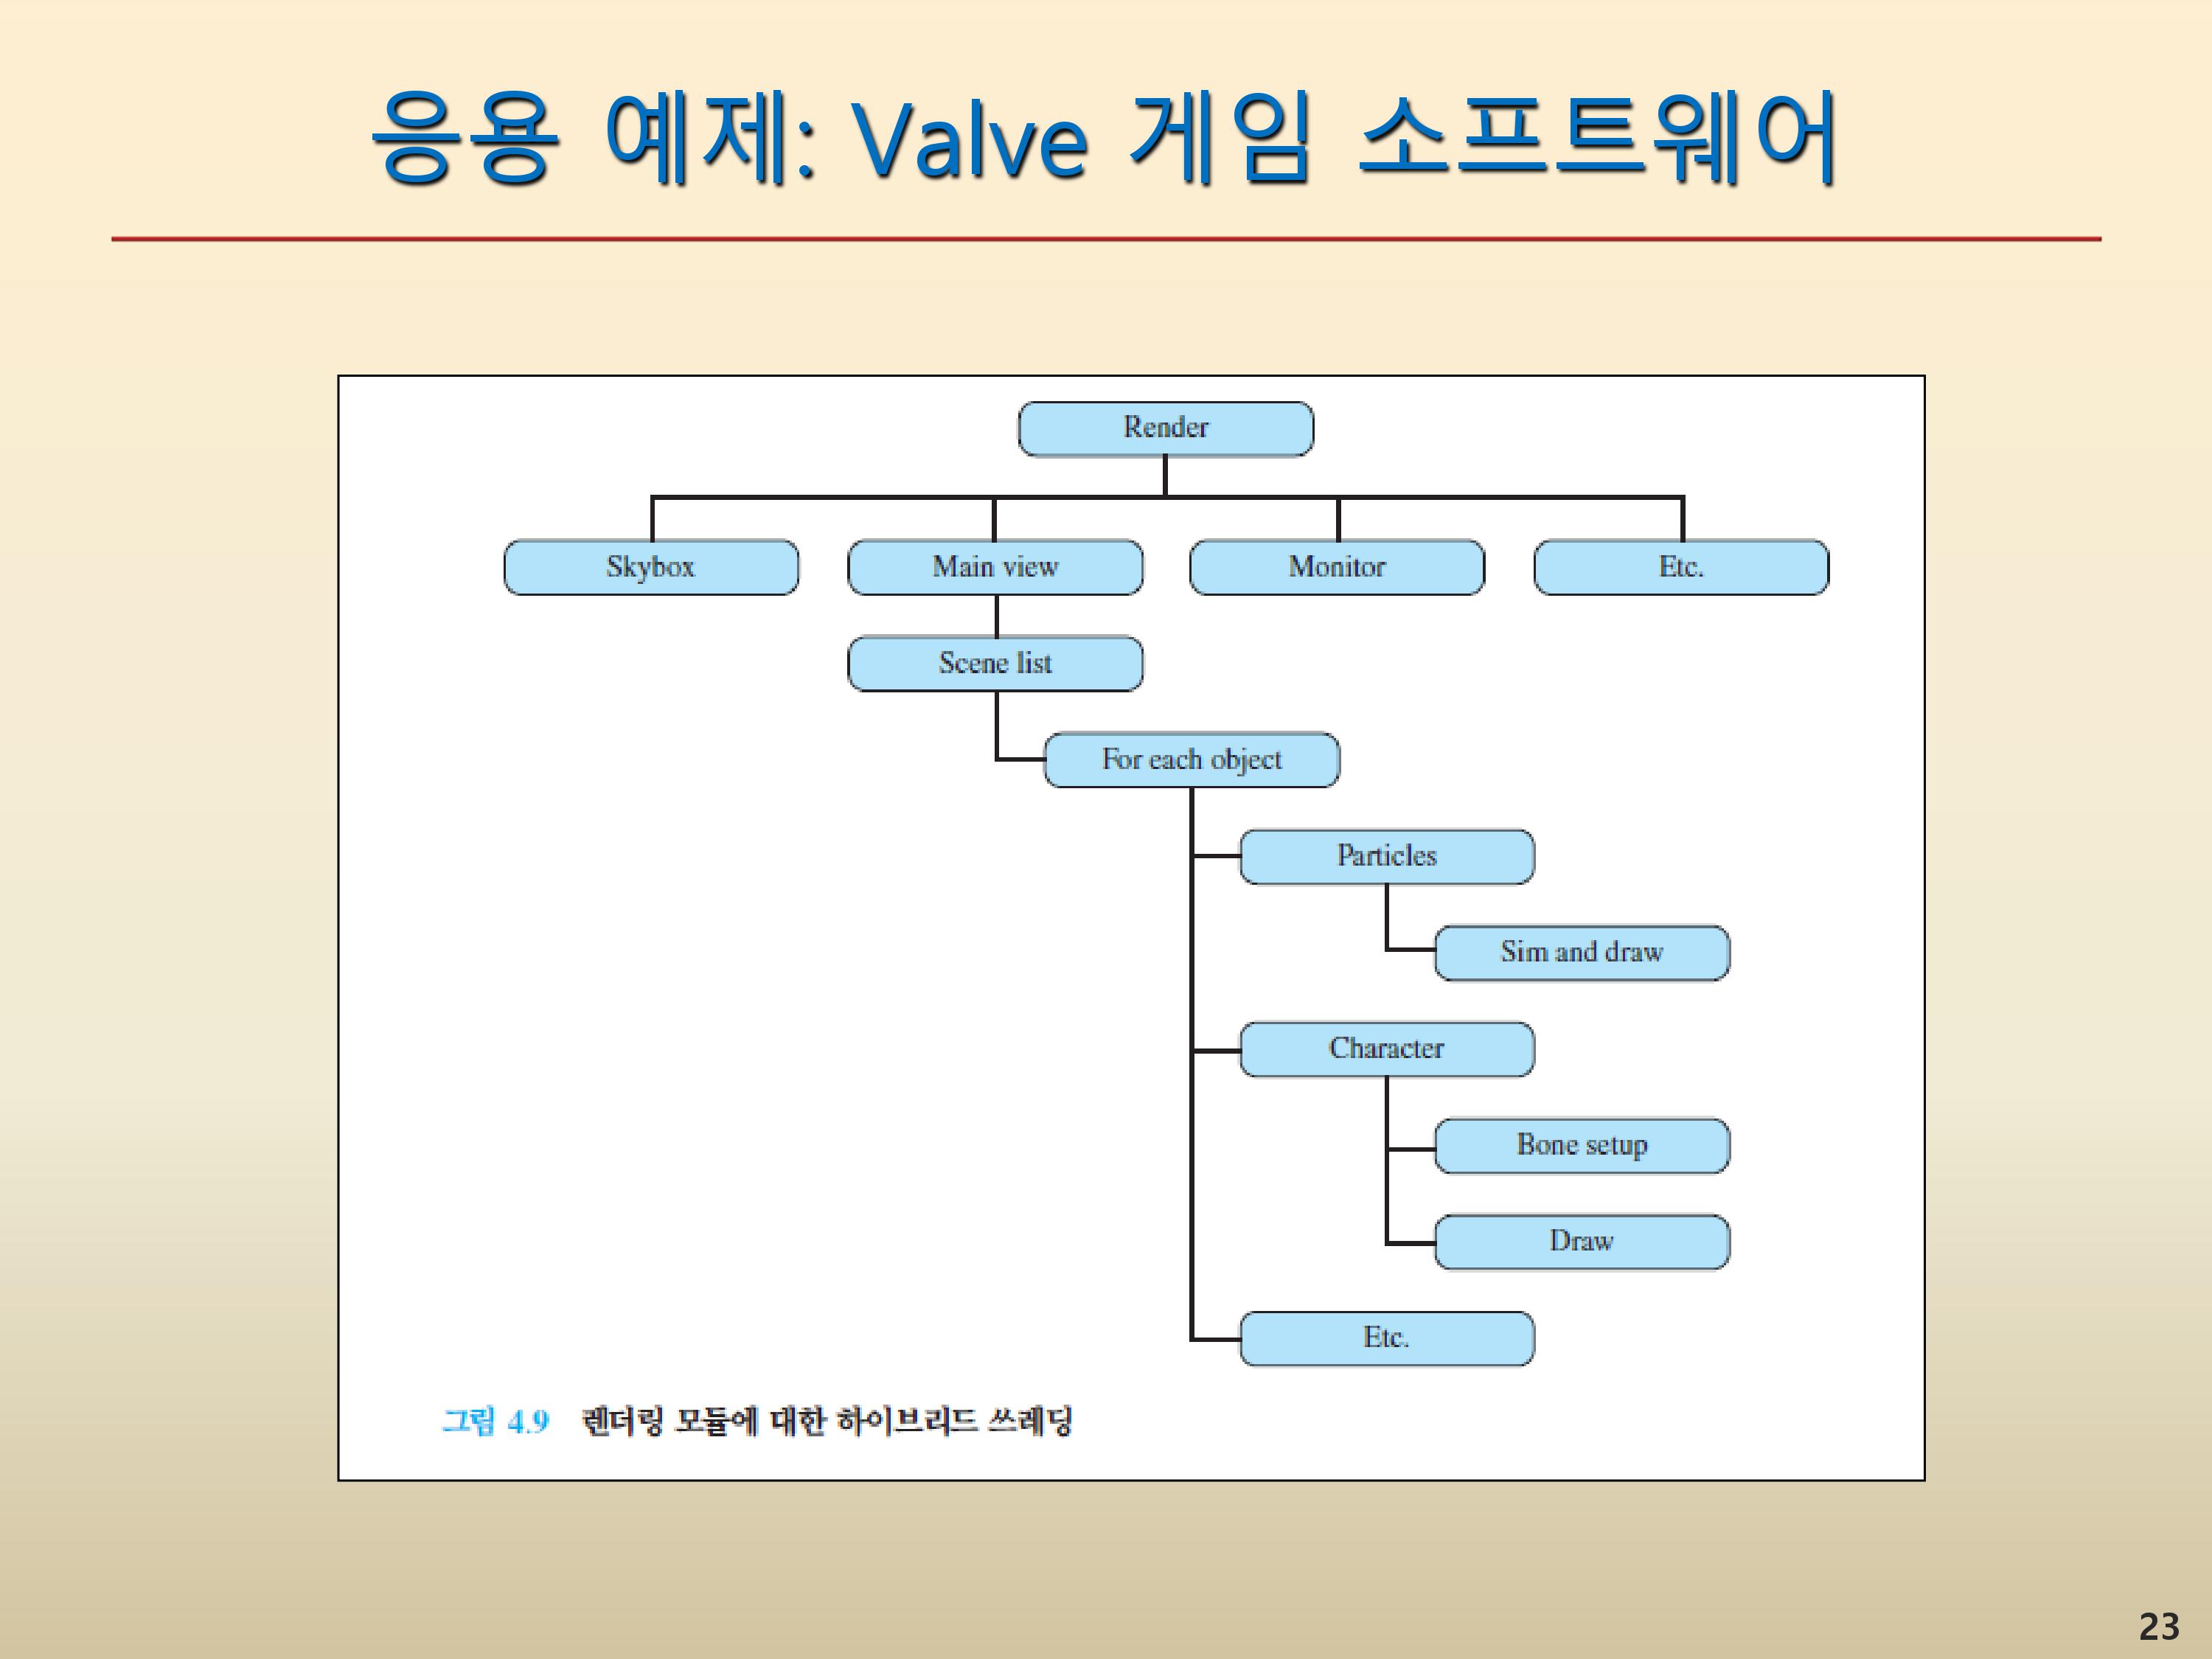 응용 예제: Valve 게임 소프트웨어
Render
Skybox
Main view
Monitor
Etc.
Scene list
For each object
Particles
Sim and draw
Character
Bone setup
Draw
Etc.
그림 4.9 렌더링 모듈에 대한 하이브리드 쓰레딩
23